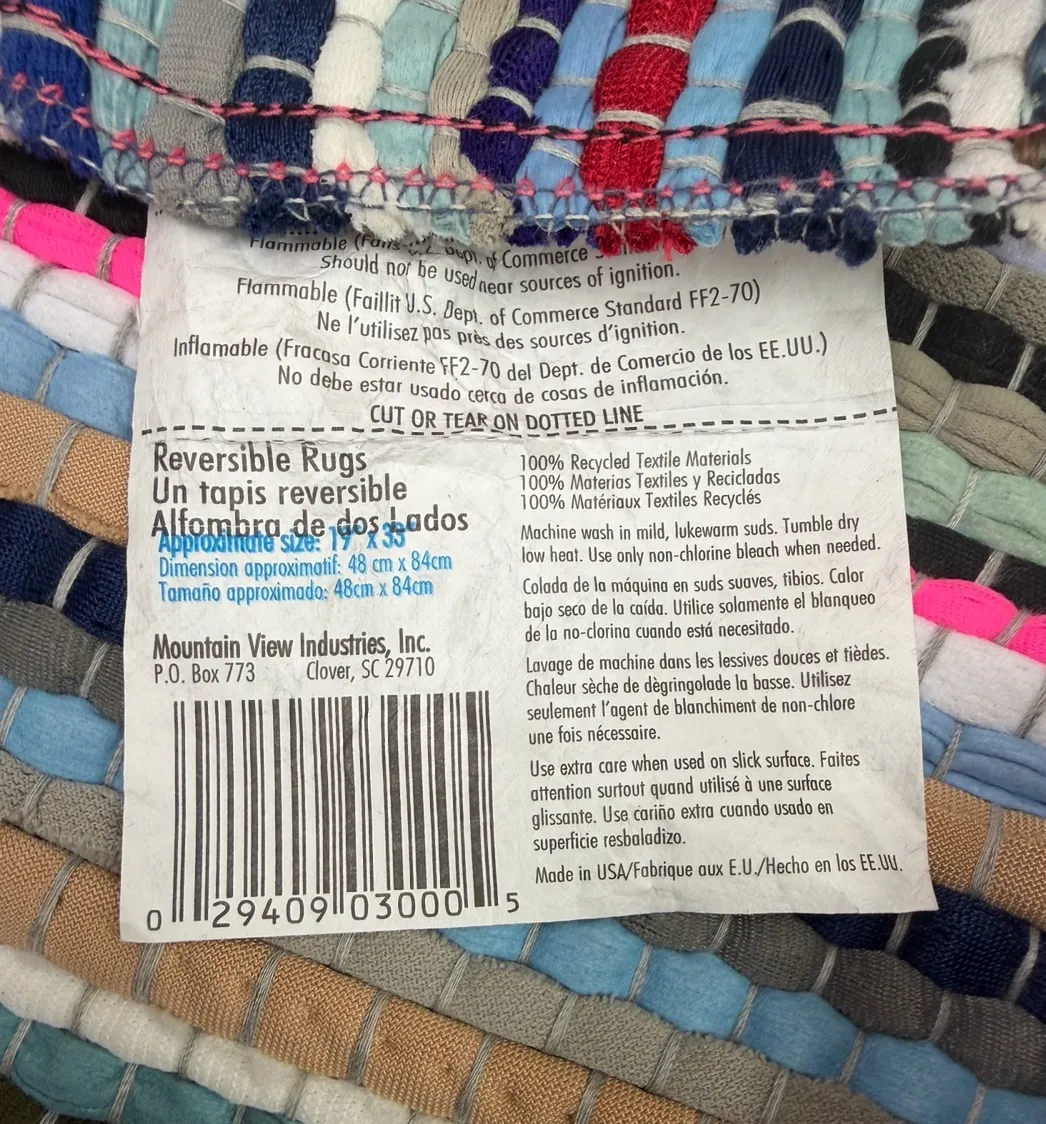 Flammable (Fails U.S. Dept. of Commerce
Should not be used near sources of ignition.
Flammable (Faillit U.S. Dept. of Commerce Standard FF2-70)
Ne l'utilisez pas près des sources d'ignition.
Inflamable (Fracasa Corriente FF2-70 del Dept. de Comercio de los EE.UU.)
No debe estar usado cerca de cosas de inflamación.
CUT OR TEAR ON DOTTED LINE
Reversible Rugs
Un tapis reversible
Alfombra de dos Lados
Approximate size: 19" x 33"
Dimension approximatif: 48 cm x 84cm
Tamaño approximado: 48cm x 84cm
Mountain View Industries, Inc.
P.O. Box 773 Clover, SC 29710
0 29409 03000 5
100% Recycled Textile Materials
100% Materias Textiles y Recicladas
100% Matériaux Textiles Recyclés
Machine wash in mild, lukewarm suds. Tumble dry
low heat. Use only non-chlorine bleach when needed.
Colada de la máquina en suds suaves, tibios. Calor
bajo seco de la caída. Utilice solamente el blanqueo
de la no-clorina cuando está necesitado.
Lavage de machine dans les lessives douces et tièdes.
Chaleur sèche de dègringolade la basse. Utilisez
seulement l'agent de blanchiment de non-chlore
une fois nécessaire.
Use extra care when used on slick surface. Faites
attention surtout quand utilisé à une surface
glissante. Use cariño extra cuando usado en
superficie resbaladizo.
Made in USA/Fabrique aux E.U./Hecho en los EE.UU.